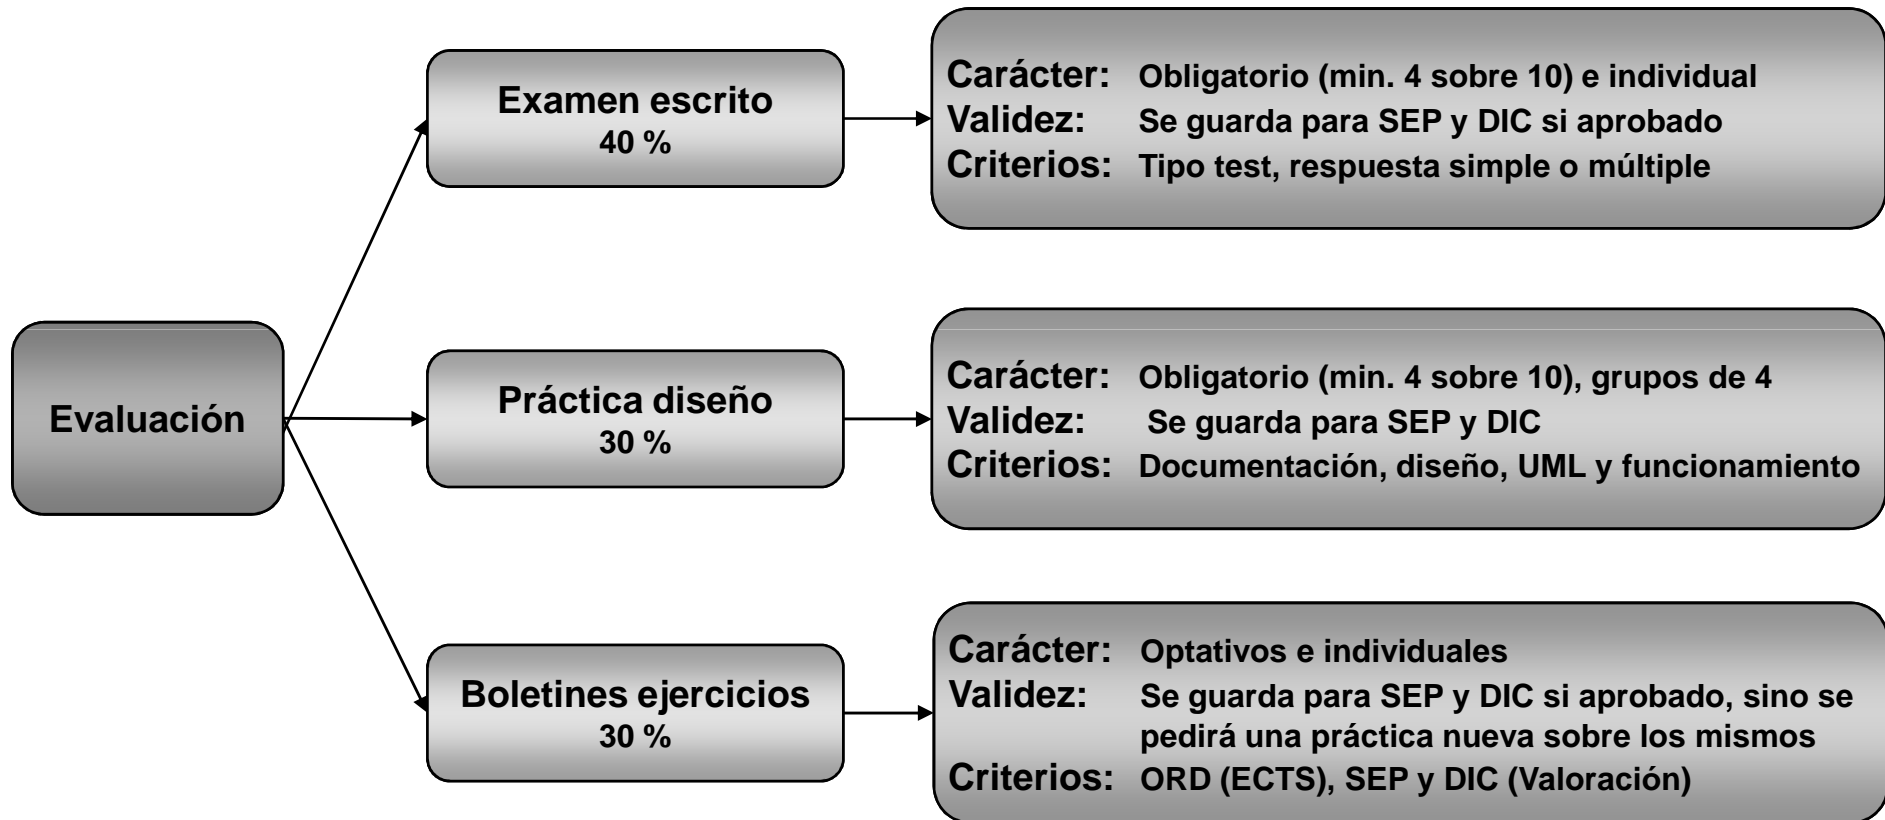 Evaluación
Examen escrito
40 %
Carácter: Obligatorio (min. 4 sobre 10) e individual
Validez: Se guarda para SEP y DIC si aprobado
Criterios: Tipo test, respuesta simple o múltiple
Práctica diseño
30 %
Carácter: Obligatorio (min. 4 sobre 10), grupos de 4
Validez: Se guarda para SEP y DIC
Criterios: Documentación, diseño, UML y funcionamiento
Boletines ejercicios
30 %
Carácter: Optativos e individuales
Validez: Se guarda para SEP y DIC si aprobado, sino se
pedirá una práctica nueva sobre los mismos
Criterios: ORD (ECTS), SEP y DIC (Valoración)